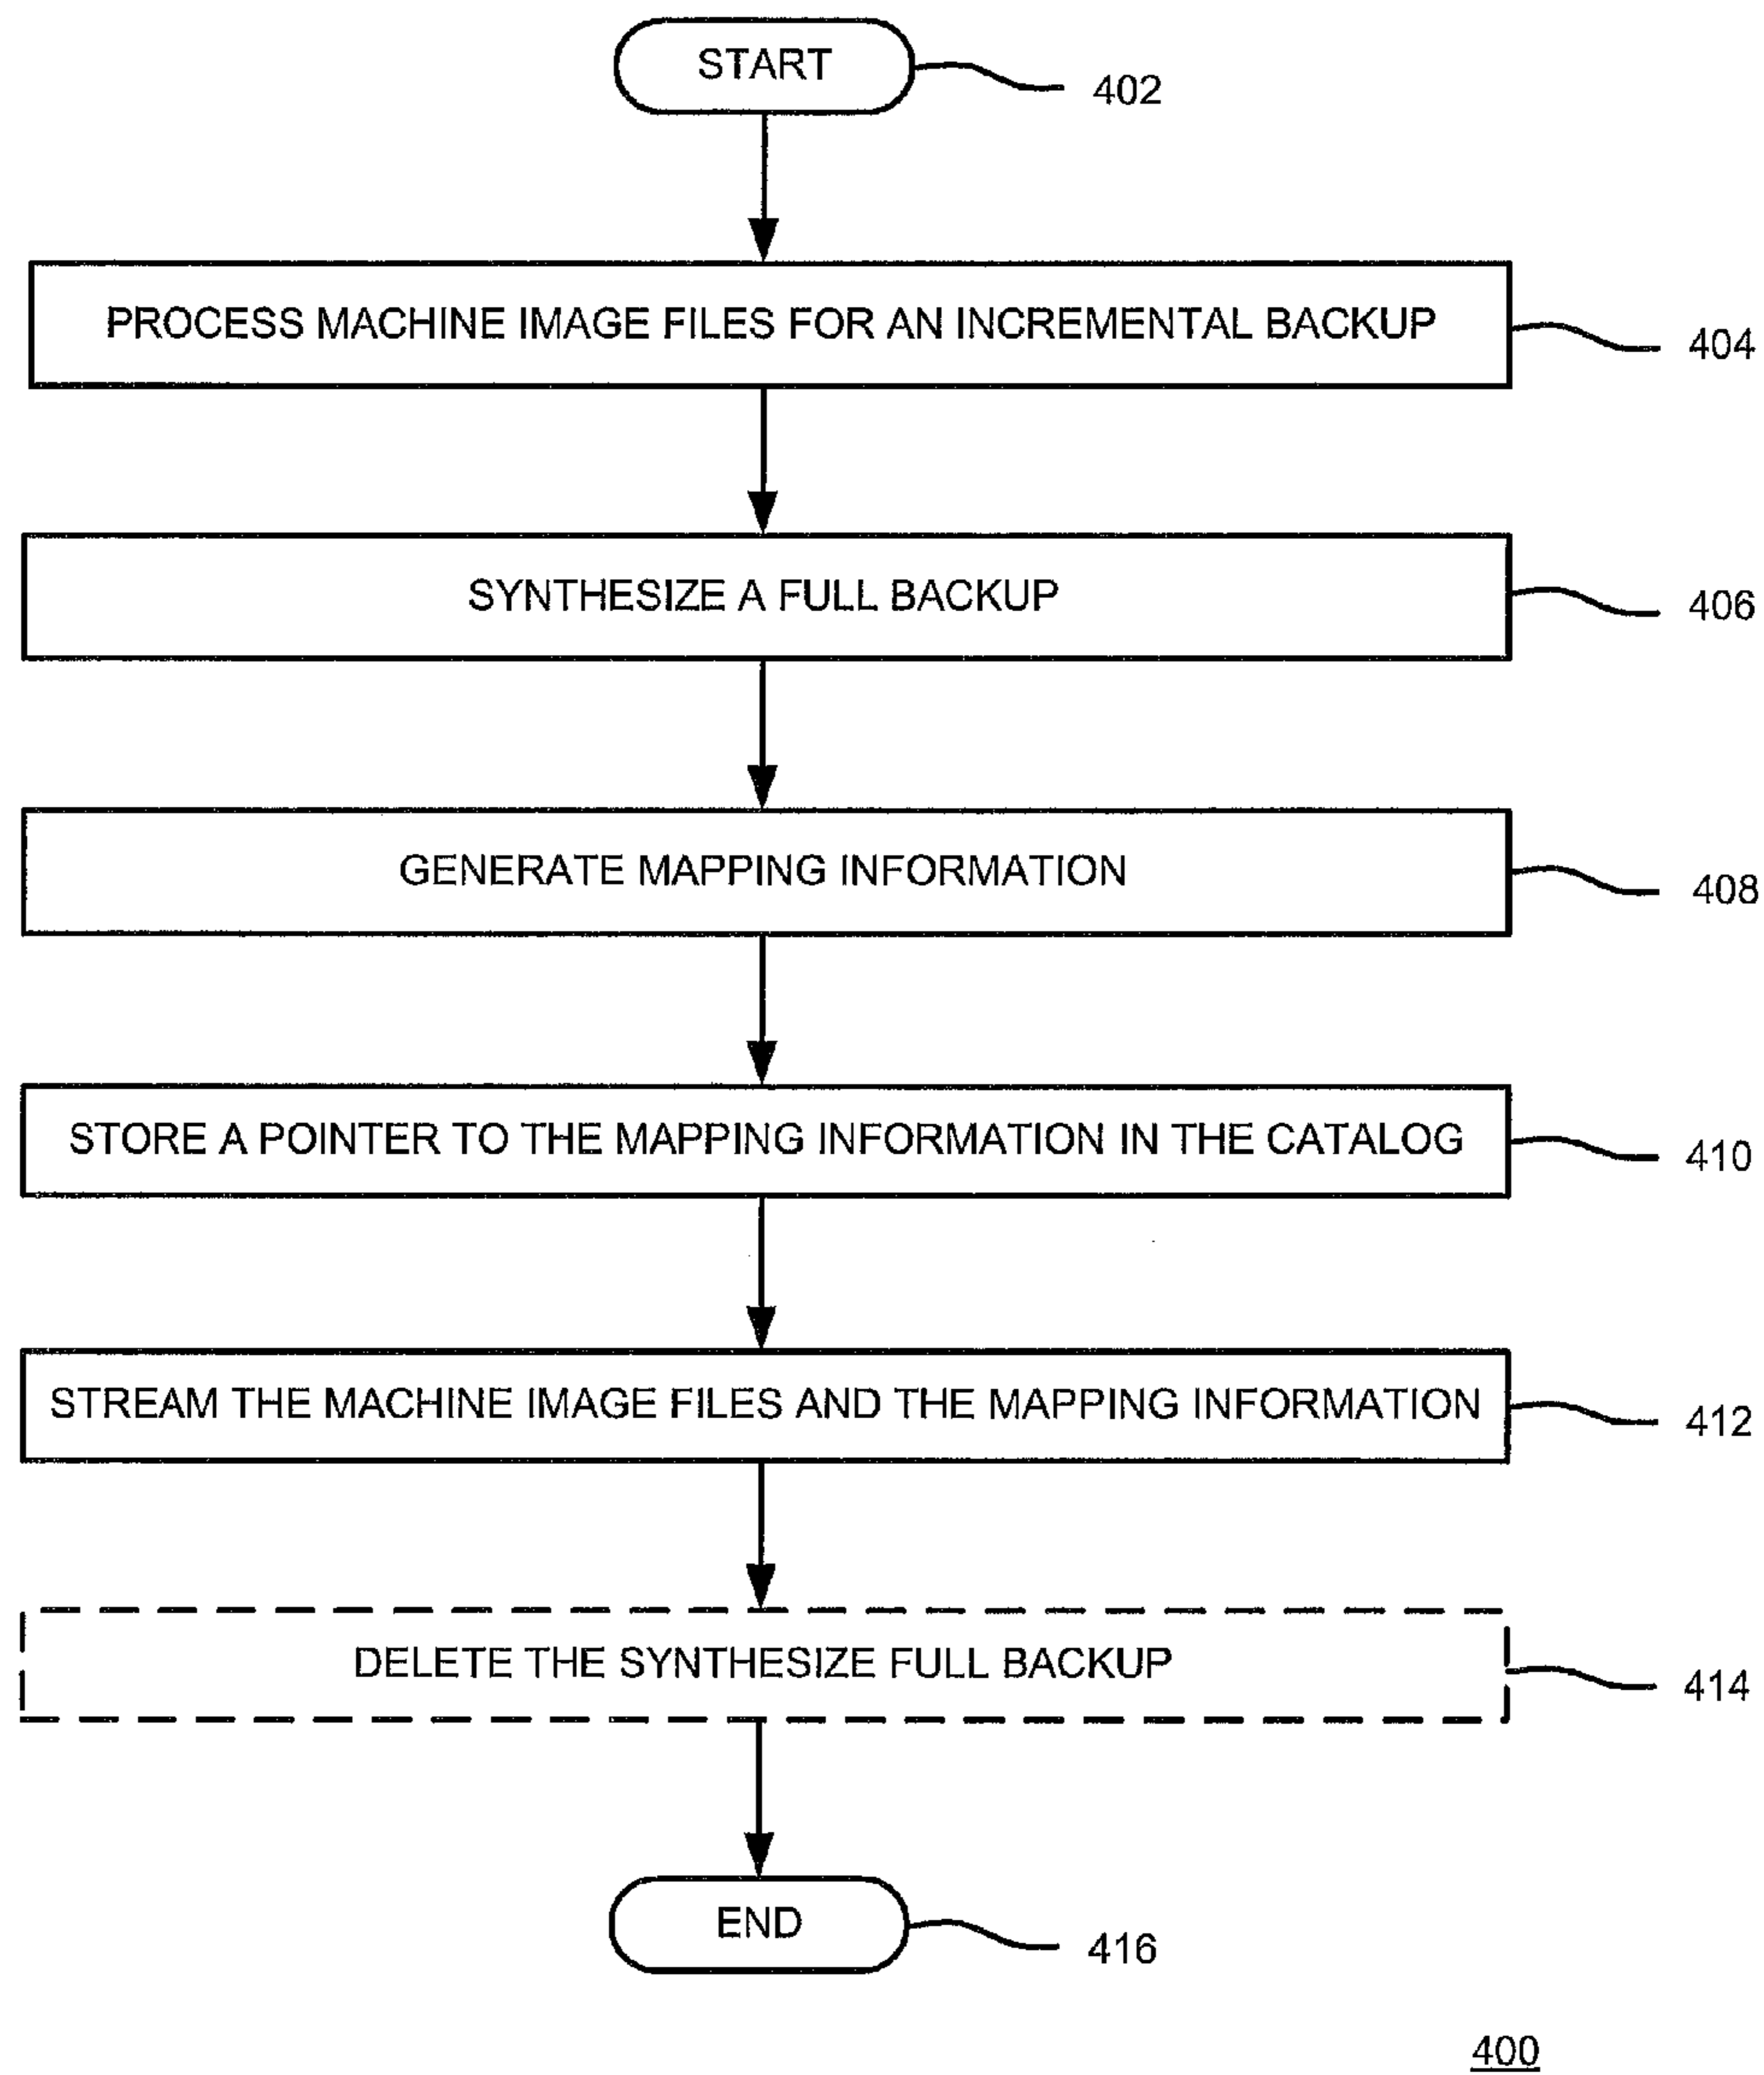 START
402
PROCESS MACHINE IMAGE FILES FOR AN INCREMENTAL BACKUP
404
SYNTHESIZE A FULL BACKUP
406
GENERATE MAPPING INFORMATION
408
STORE A POINTER TO THE MAPPING INFORMATION IN THE CATALOG
410
STREAM THE MACHINE IMAGE FILES AND THE MAPPING INFORMATION
412
DELETE THE SYNTHESIZE FULL BACKUP
414
END
416
400